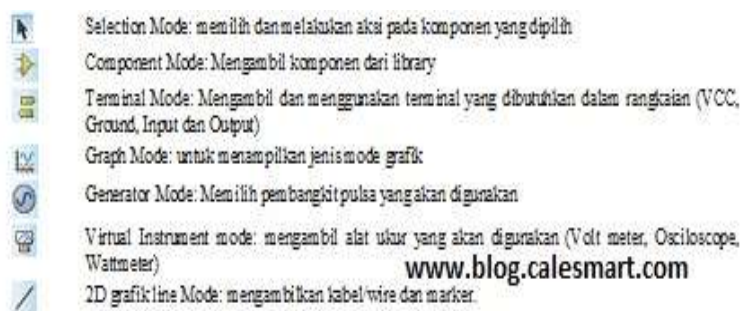 Selection Mode: memilih dan melakukan aksi pada komponen yang dipilih
Component Mode: Mengambil komponen dari library
Terminal Mode: Mengambil dan menggunakan terminal yang dibutuhkan dalam rangkaian (VCC,
Ground, Input dan Output)
Graph Mode: untuk menampilkan jenis mode grafik
Generator Mode: Memilih pembangkit pulsa yang akan digunakan
Virtual Instrument mode: mengambil alat ukur yang akan digunakan (Volt meter, Osciloscope,
Wattmeter)
www.blog.calesmart.com
2D grafik line Mode: mengambilkan kabel/wire dan marker.